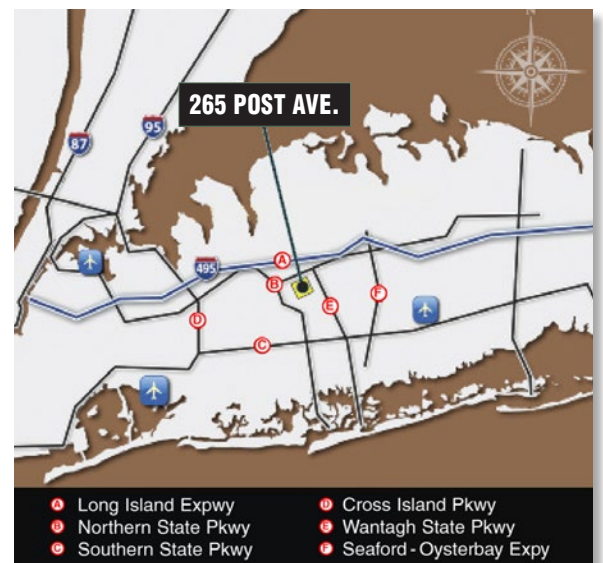 N
265 POST AVE.
95
87
495
A
B
E
F
D
C
A Long Island Expwy
B Northern State Pkwy
C Southern State Pkwy
D Cross Island Pkwy
E Wantagh State Pkwy
F Seaford - Oysterbay Expy